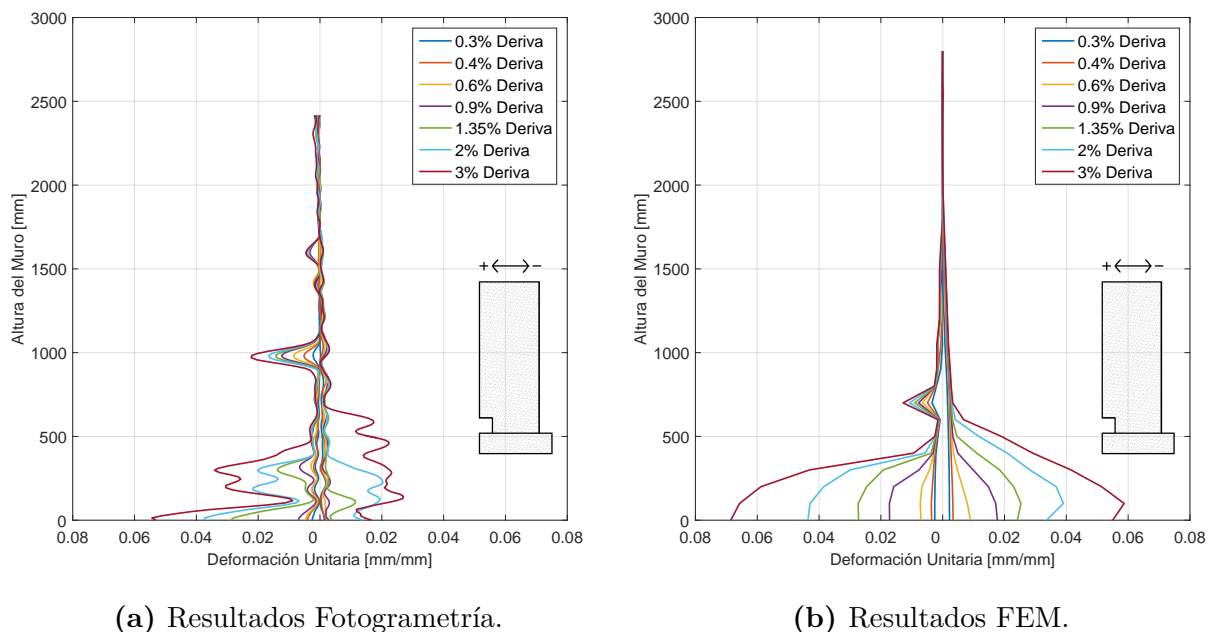 3000
2500
2000
1500
1000
500
0
Altura del Muro [mm]
0.08
0.06
0.04
0.02
0
0.02
0.04
0.06
0.08
Deformación Unitaria [mm/mm]
0.3% Deriva
0.4% Deriva
0.6% Deriva
0.9% Deriva
1.35% Deriva
2% Deriva
3% Deriva
+
−
(a) Resultados Fotogrametría.
3000
2500
2000
1500
1000
500
0
Altura del Muro [mm]
0.08
0.06
0.04
0.02
0
0.02
0.04
0.06
0.08
Deformación Unitaria [mm/mm]
0.3% Deriva
0.4% Deriva
0.6% Deriva
0.9% Deriva
1.35% Deriva
2% Deriva
3% Deriva
+
−
(b) Resultados FEM.